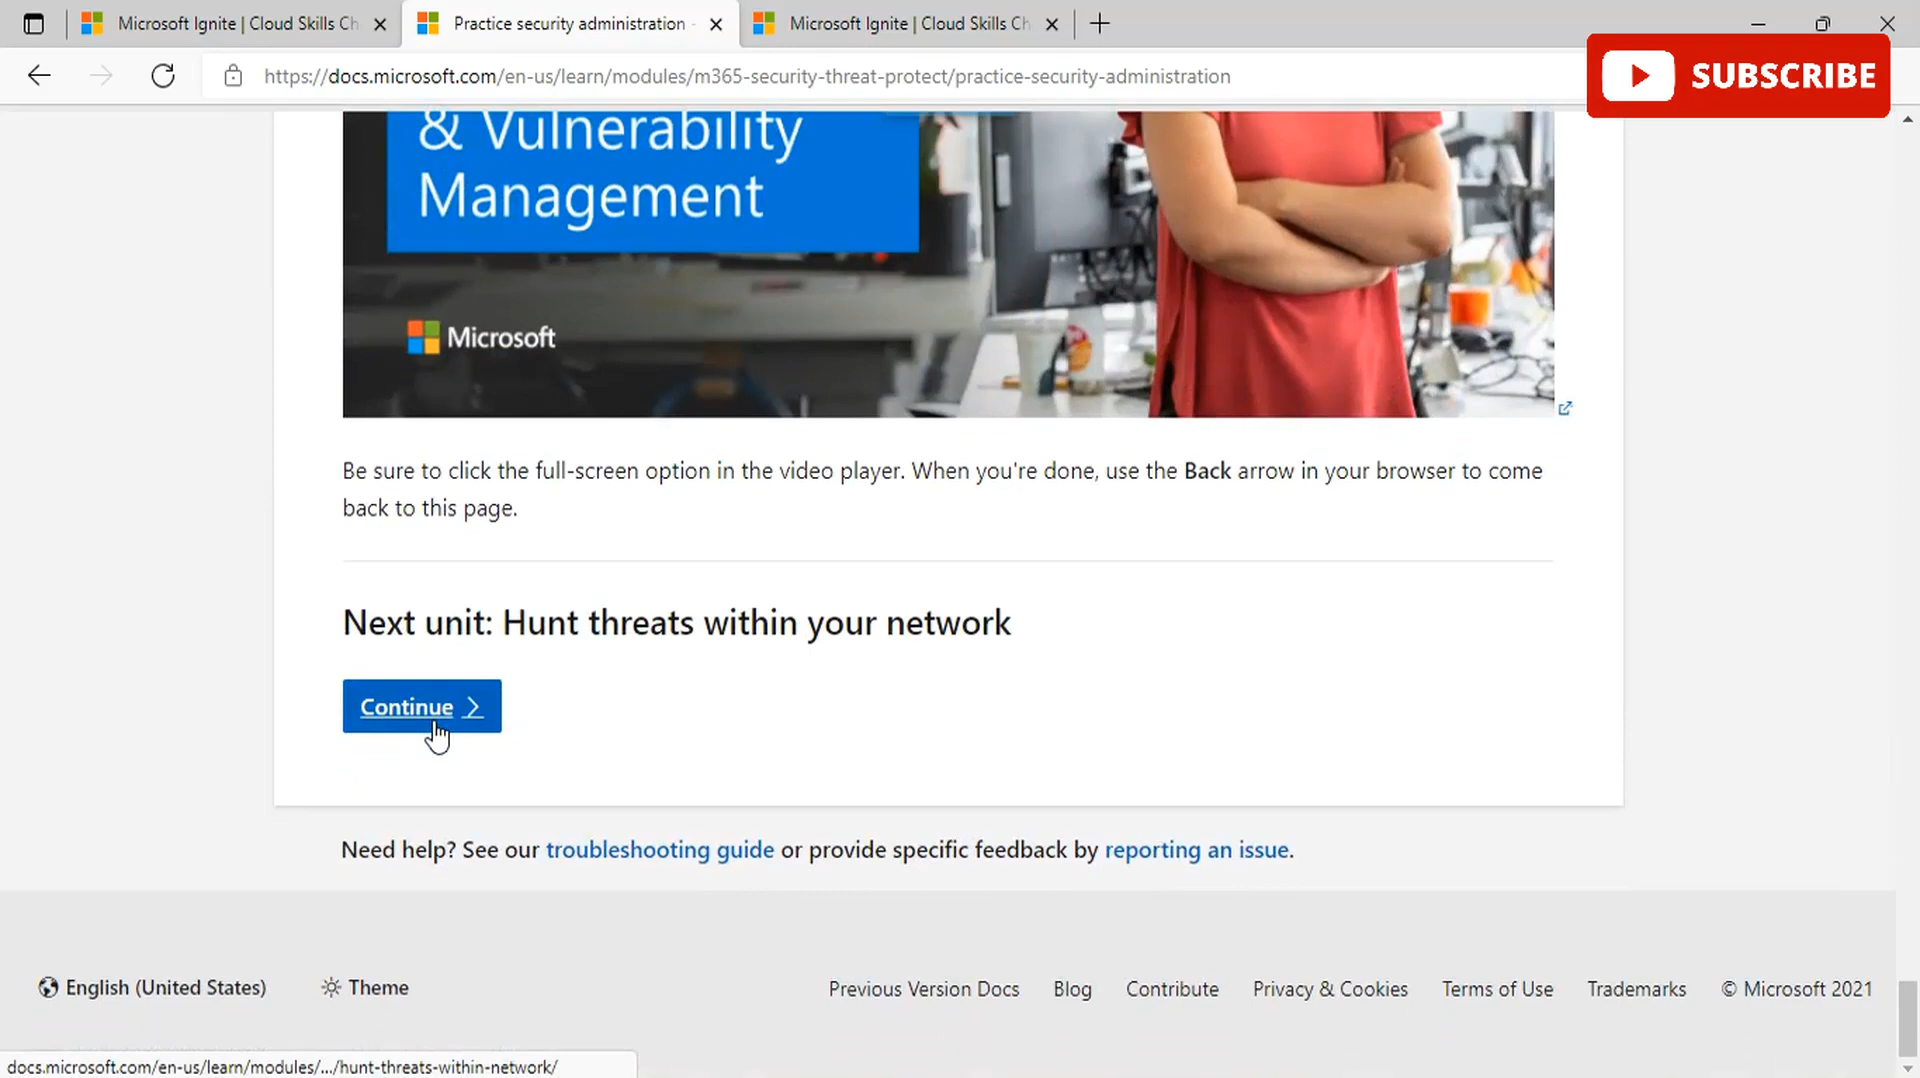 Microsoft Ignite | Cloud Skills Ch
Practice security administration -
Microsoft Ignite | Cloud Skills Ch
https://docs.microsoft.com/en-us/learn/modules/m365-security-threat-protect/practice-security-administration
SUBSCRIBE
& Vulnerability
Management
Microsoft
Be sure to click the full-screen option in the video player. When you're done, use the Back arrow in your browser to come
back to this page.
Next unit: Hunt threats within your network
Continue
Need help? See our troubleshooting guide or provide specific feedback by reporting an issue.
English (United States)
Theme
Previous Version Docs
Blog
Contribute
Privacy & Cookies
Terms of Use
Trademarks
© Microsoft 2021
docs.microsoft.com/en-us/learn/modules/.../hunt-threats-within-network/